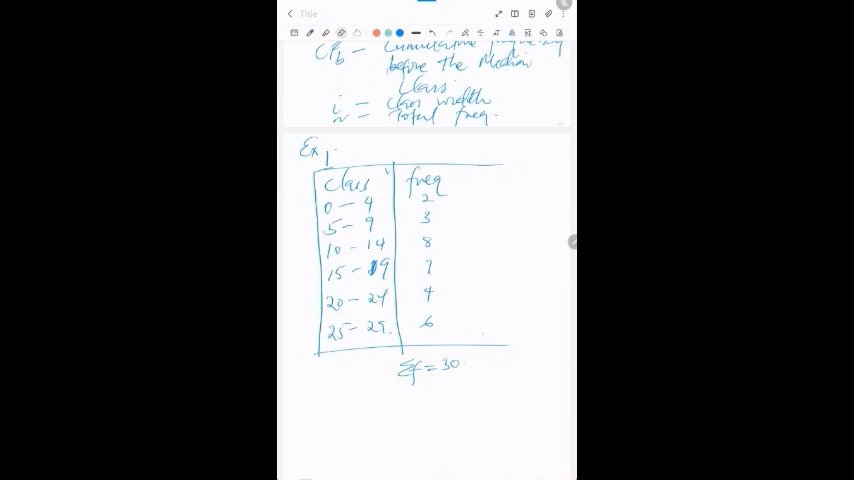 Title
CFb - Cumulative frequency
before the Median
Class
i = Class width
n = Total freq.
Ex 1.
Class freq
0 - 4 2
5 - 9 3
10 - 14 8
15 - 19 7
20 - 24 4
25 - 29. 6
Σf = 30.